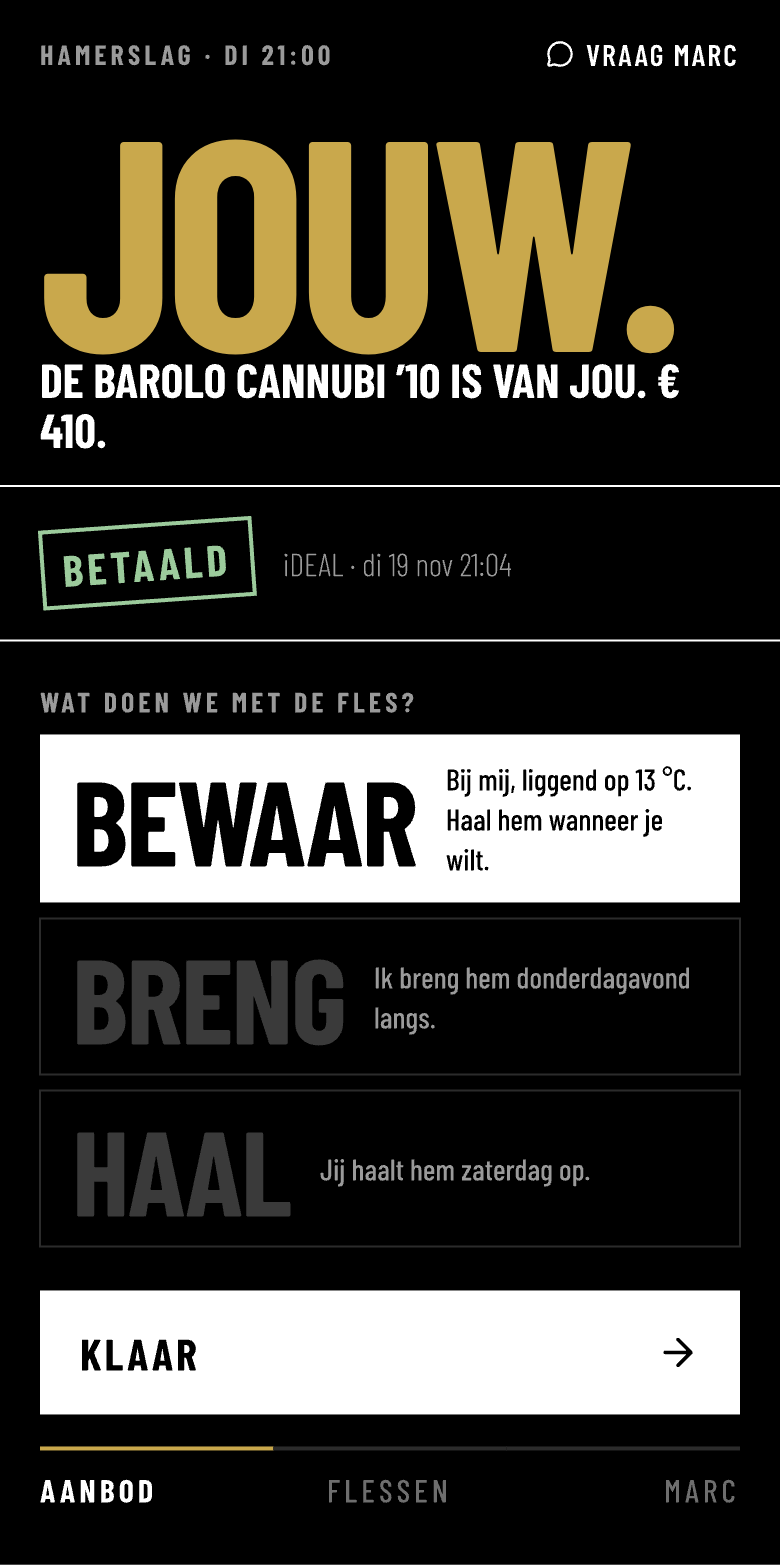 HAMERSLAG · DI 21:00
VRAAG MARC
JOUW.
DE BAROLO CANNUBI ’10 IS VAN JOU. €
410.
BETAALD
iDEAL · di 19 nov 21:04
WAT DOEN WE MET DE FLES?
BEWAAR
Bij mij, liggend op 13 °C.
Haal hem wanneer je
wilt.
BRENG
Ik breng hem donderdagavond
langs.
HAAL
Jij haalt hem zaterdag op.
KLAAR
AANBOD
FLESSEN
MARC